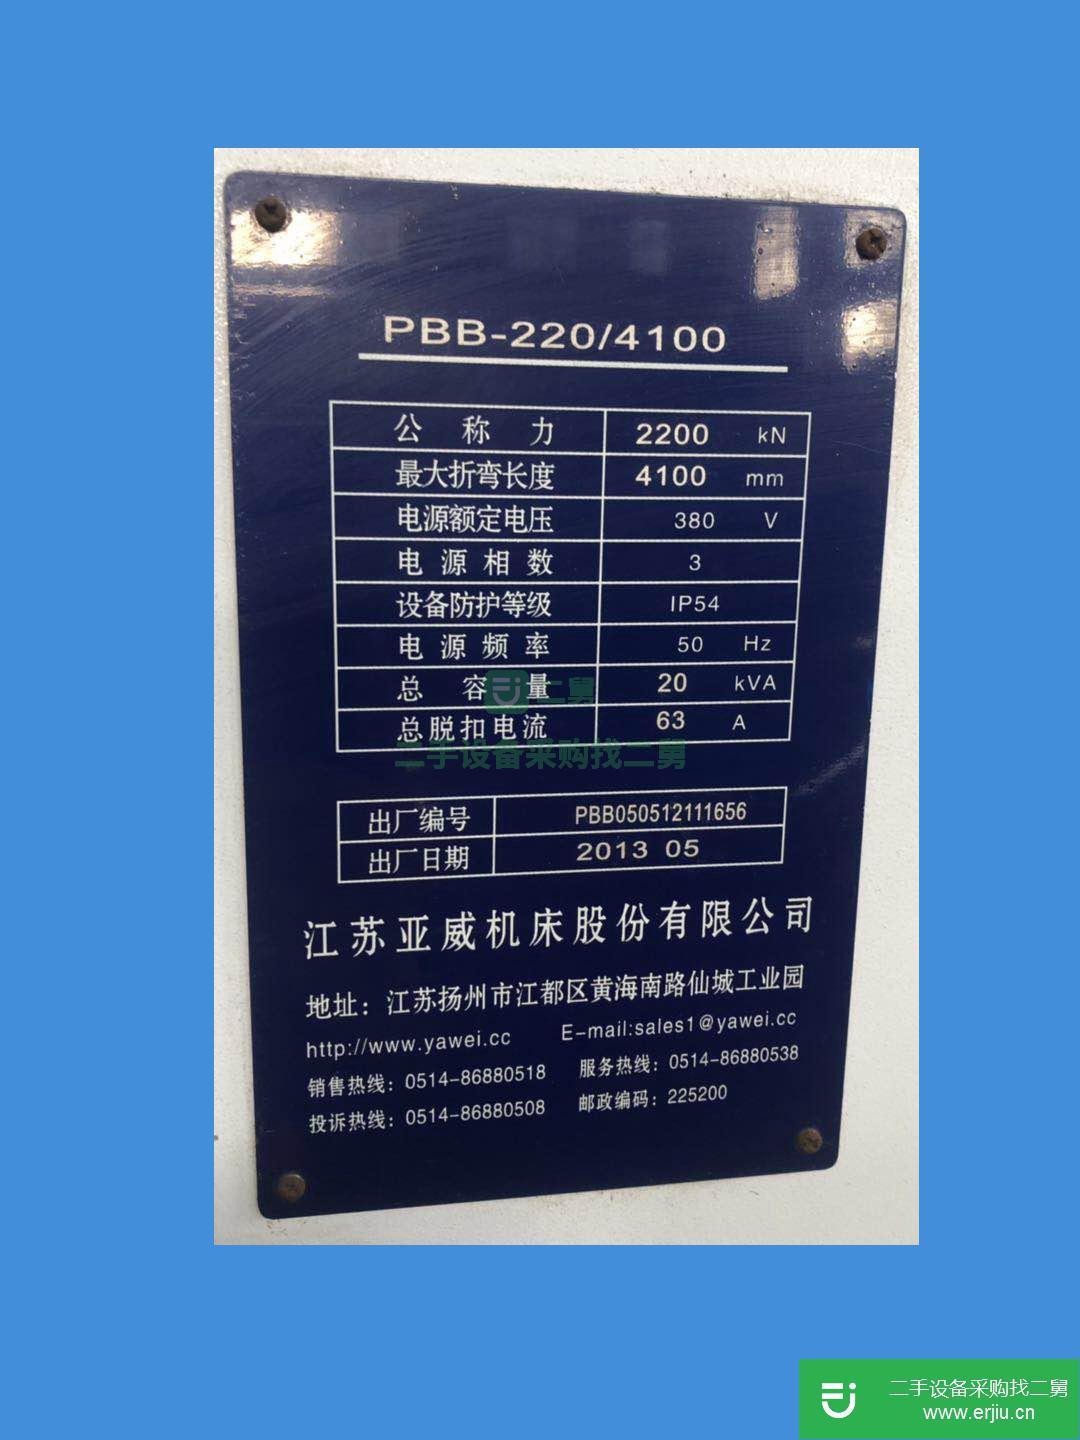 PBB-220/4100
公称力 2200 kN
最大折弯长度 4100 mm
电源额定电压 380 V
电源相数 3
设备防护等级 IP54
电源频率 50 Hz
总容量 20 kVA
总脱扣电流 63 A
二舅
二手设备采购找二舅
出厂编号 PBB050512111656
出厂日期 2013 05
江苏亚威机床股份有限公司
地址：江苏扬州市江都区黄海南路仙城工业园
http://www.yawei.cc E-mail:sales1@yawei.cc
销售热线：0514-86880518 服务热线：0514-86880538
投诉热线：0514-86880508 邮政编码：225200
二手设备采购找二舅
www.erjiu.cn